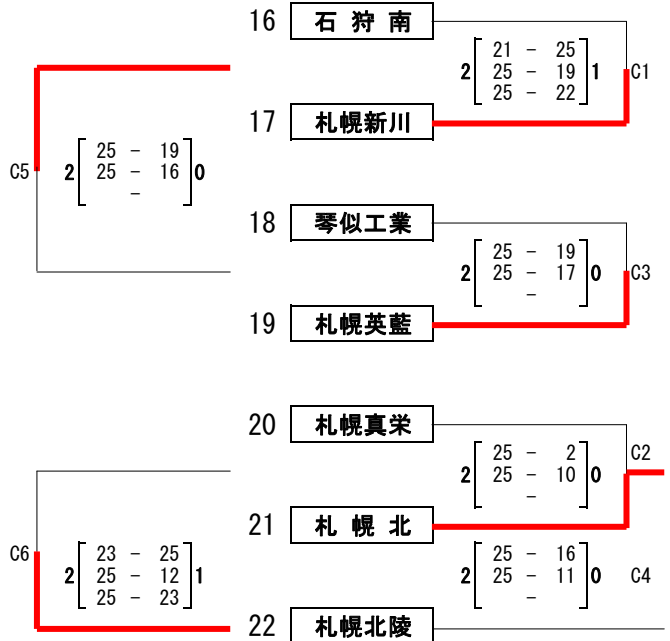 16 石狩南
21 - 25
2 25 - 19 1 C1
25 - 22
17 札幌新川
25 - 19
C5 2 25 - 16 0
-
18 琴似工業
25 - 19
2 25 - 17 0 C3
-
19 札幌英藍
20 札幌真栄
C2
25 - 2
2 25 - 10 0
-
21 札幌北
C6
23 - 25
2 25 - 12 1
25 - 23
25 - 16
2 25 - 11 0 C4
-
22 札幌北陵